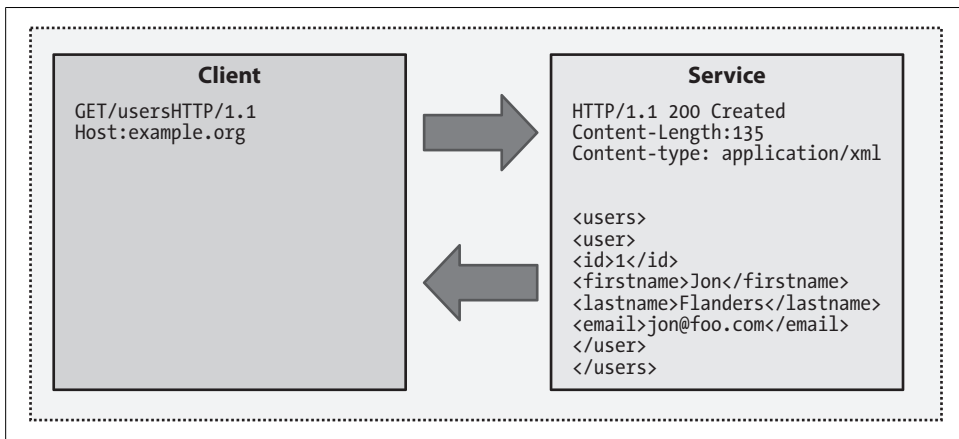 Client
GET/usersHTTP/1.1
Host:example.org
Service
HTTP/1.1 200 Created
Content-Length:135
Content-type: application/xml
<users>
<user>
<id>1</id>
<firstname>Jon</firstname>
<lastname>Flanders</lastname>
<email>jon@foo.com</email>
</user>
</users>